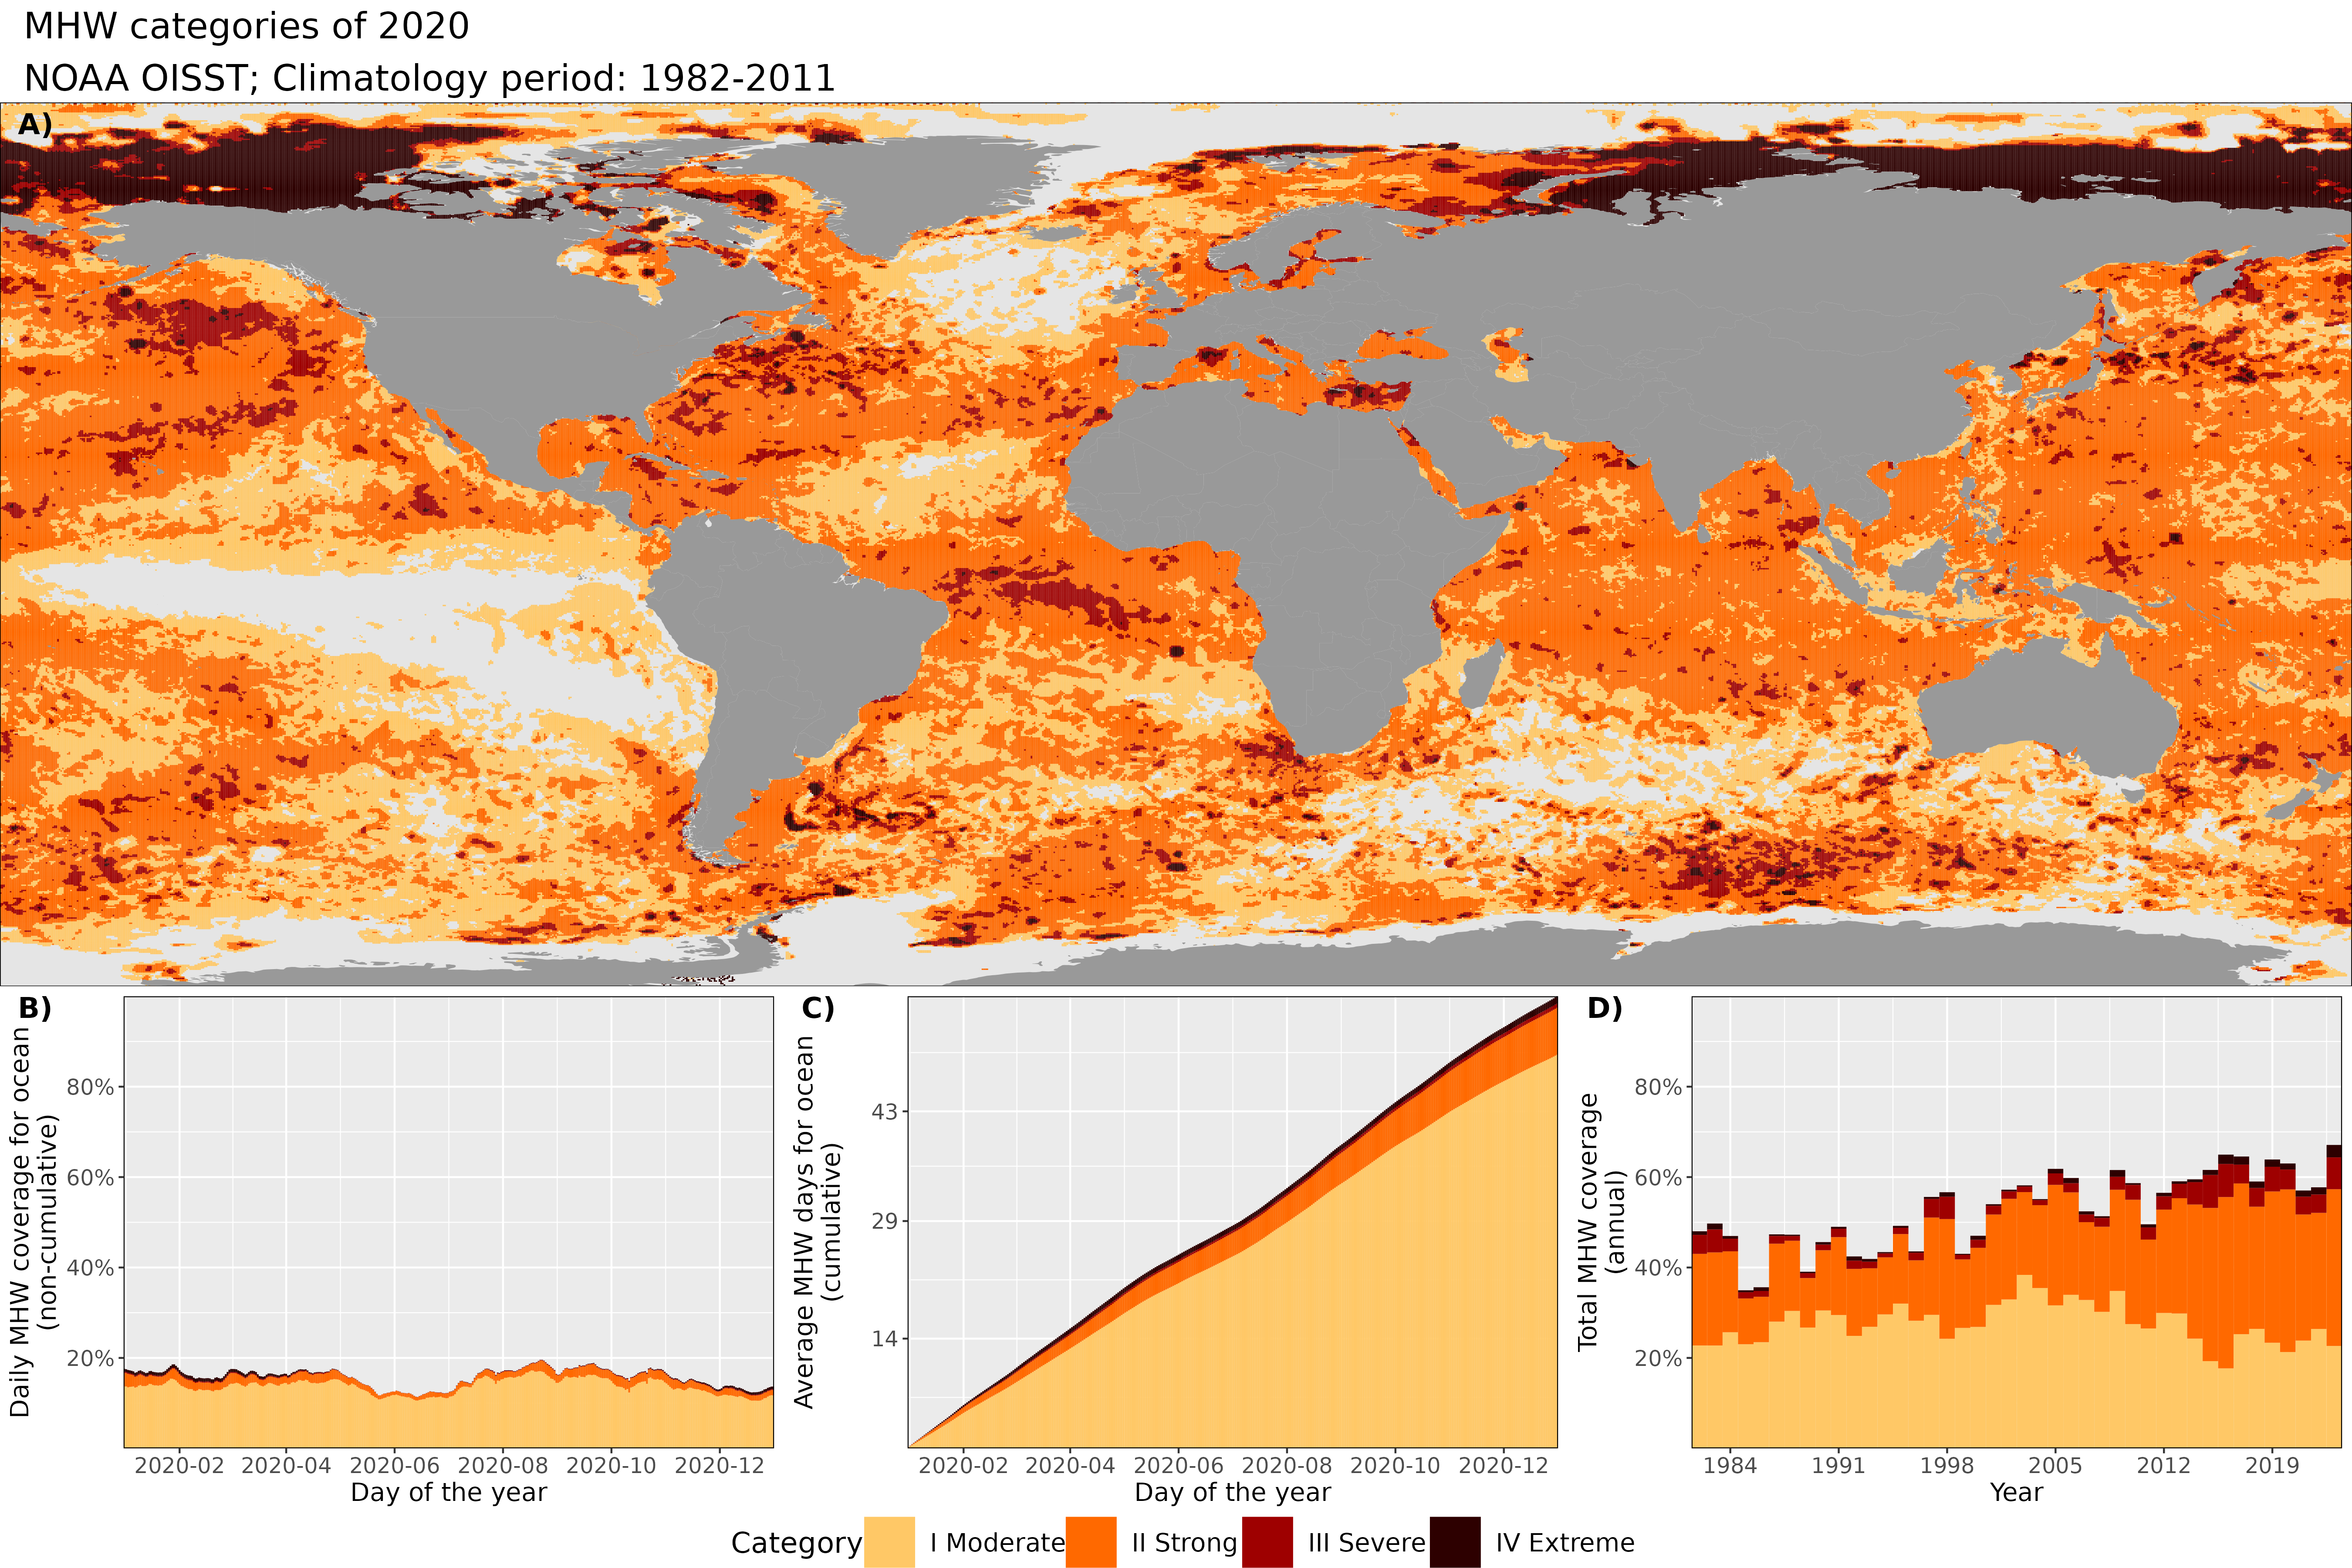 MHW categories of 2020
NOAA OISST; Climatology period: 1982-2011
A)
B)
Daily MHW coverage for ocean
(non-cumulative)
80%
60%
40%
20%
2020-02 2020-04 2020-06 2020-08 2020-10 2020-12
Day of the year
C)
Average MHW days for ocean
(cumulative)
43
29
14
2020-02 2020-04 2020-06 2020-08 2020-10 2020-12
Day of the year
D)
Total MHW coverage
(annual)
80%
60%
40%
20%
1984 1991 1998 2005 2012 2019
Year
Category I Moderate II Strong III Severe IV Extreme